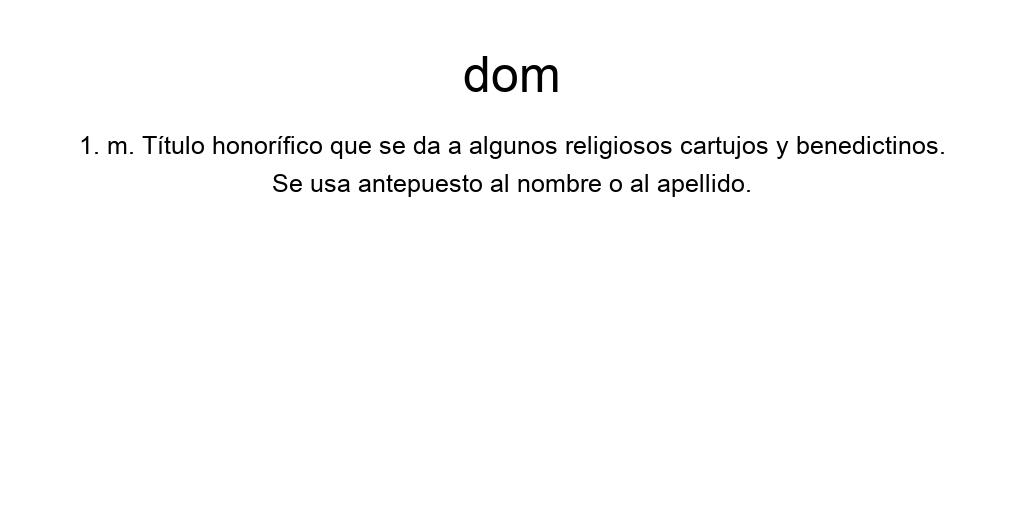 dom
1. m. Título honorífico que se da a algunos religiosos cartujos y benedictinos.
Se usa antepuesto al nombre o al apellido.